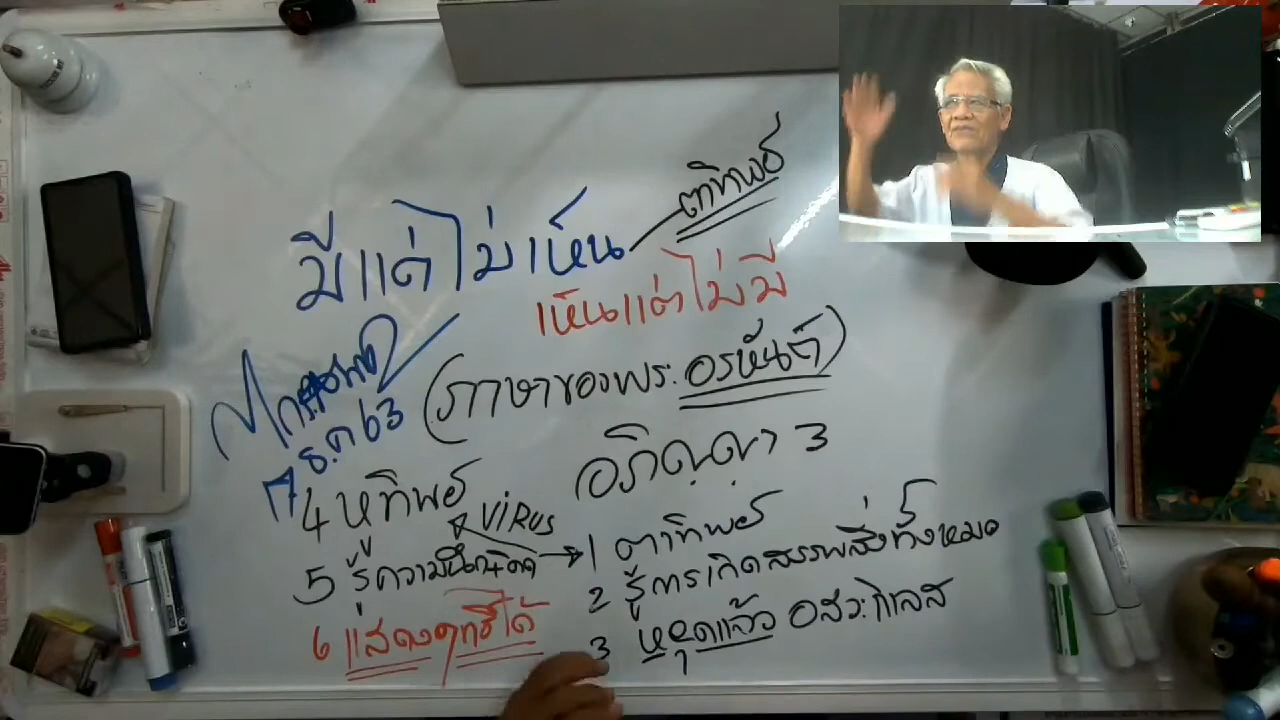 ตาทิพย์
มีแต่ไม่เห็น
เห็นแต่ไม่มี
(ภาษาของพระอรหันต์)
7 ธ.ค 63
อภิญญา 3
4 หูทิพย์
ViRUS
5 รู้ความนึกคิด
6 แสดงฤทธิ์ได้
1 ตาทิพย์
2 รู้การเกิดสรรพสิ่งทั้งหมด
3 หยุดแล้ว อสวะกิเลส